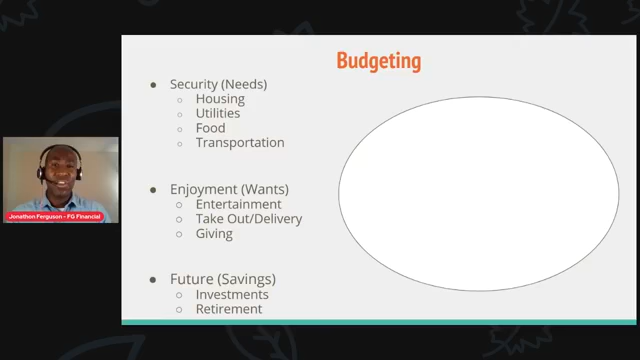 Budgeting
Security (Needs)
Housing
Utilities
Food
Transportation
Enjoyment (Wants)
Entertainment
Take Out/Delivery
Giving
Future (Savings)
Investments
Retirement
Jonathon Ferguson - FG Financial